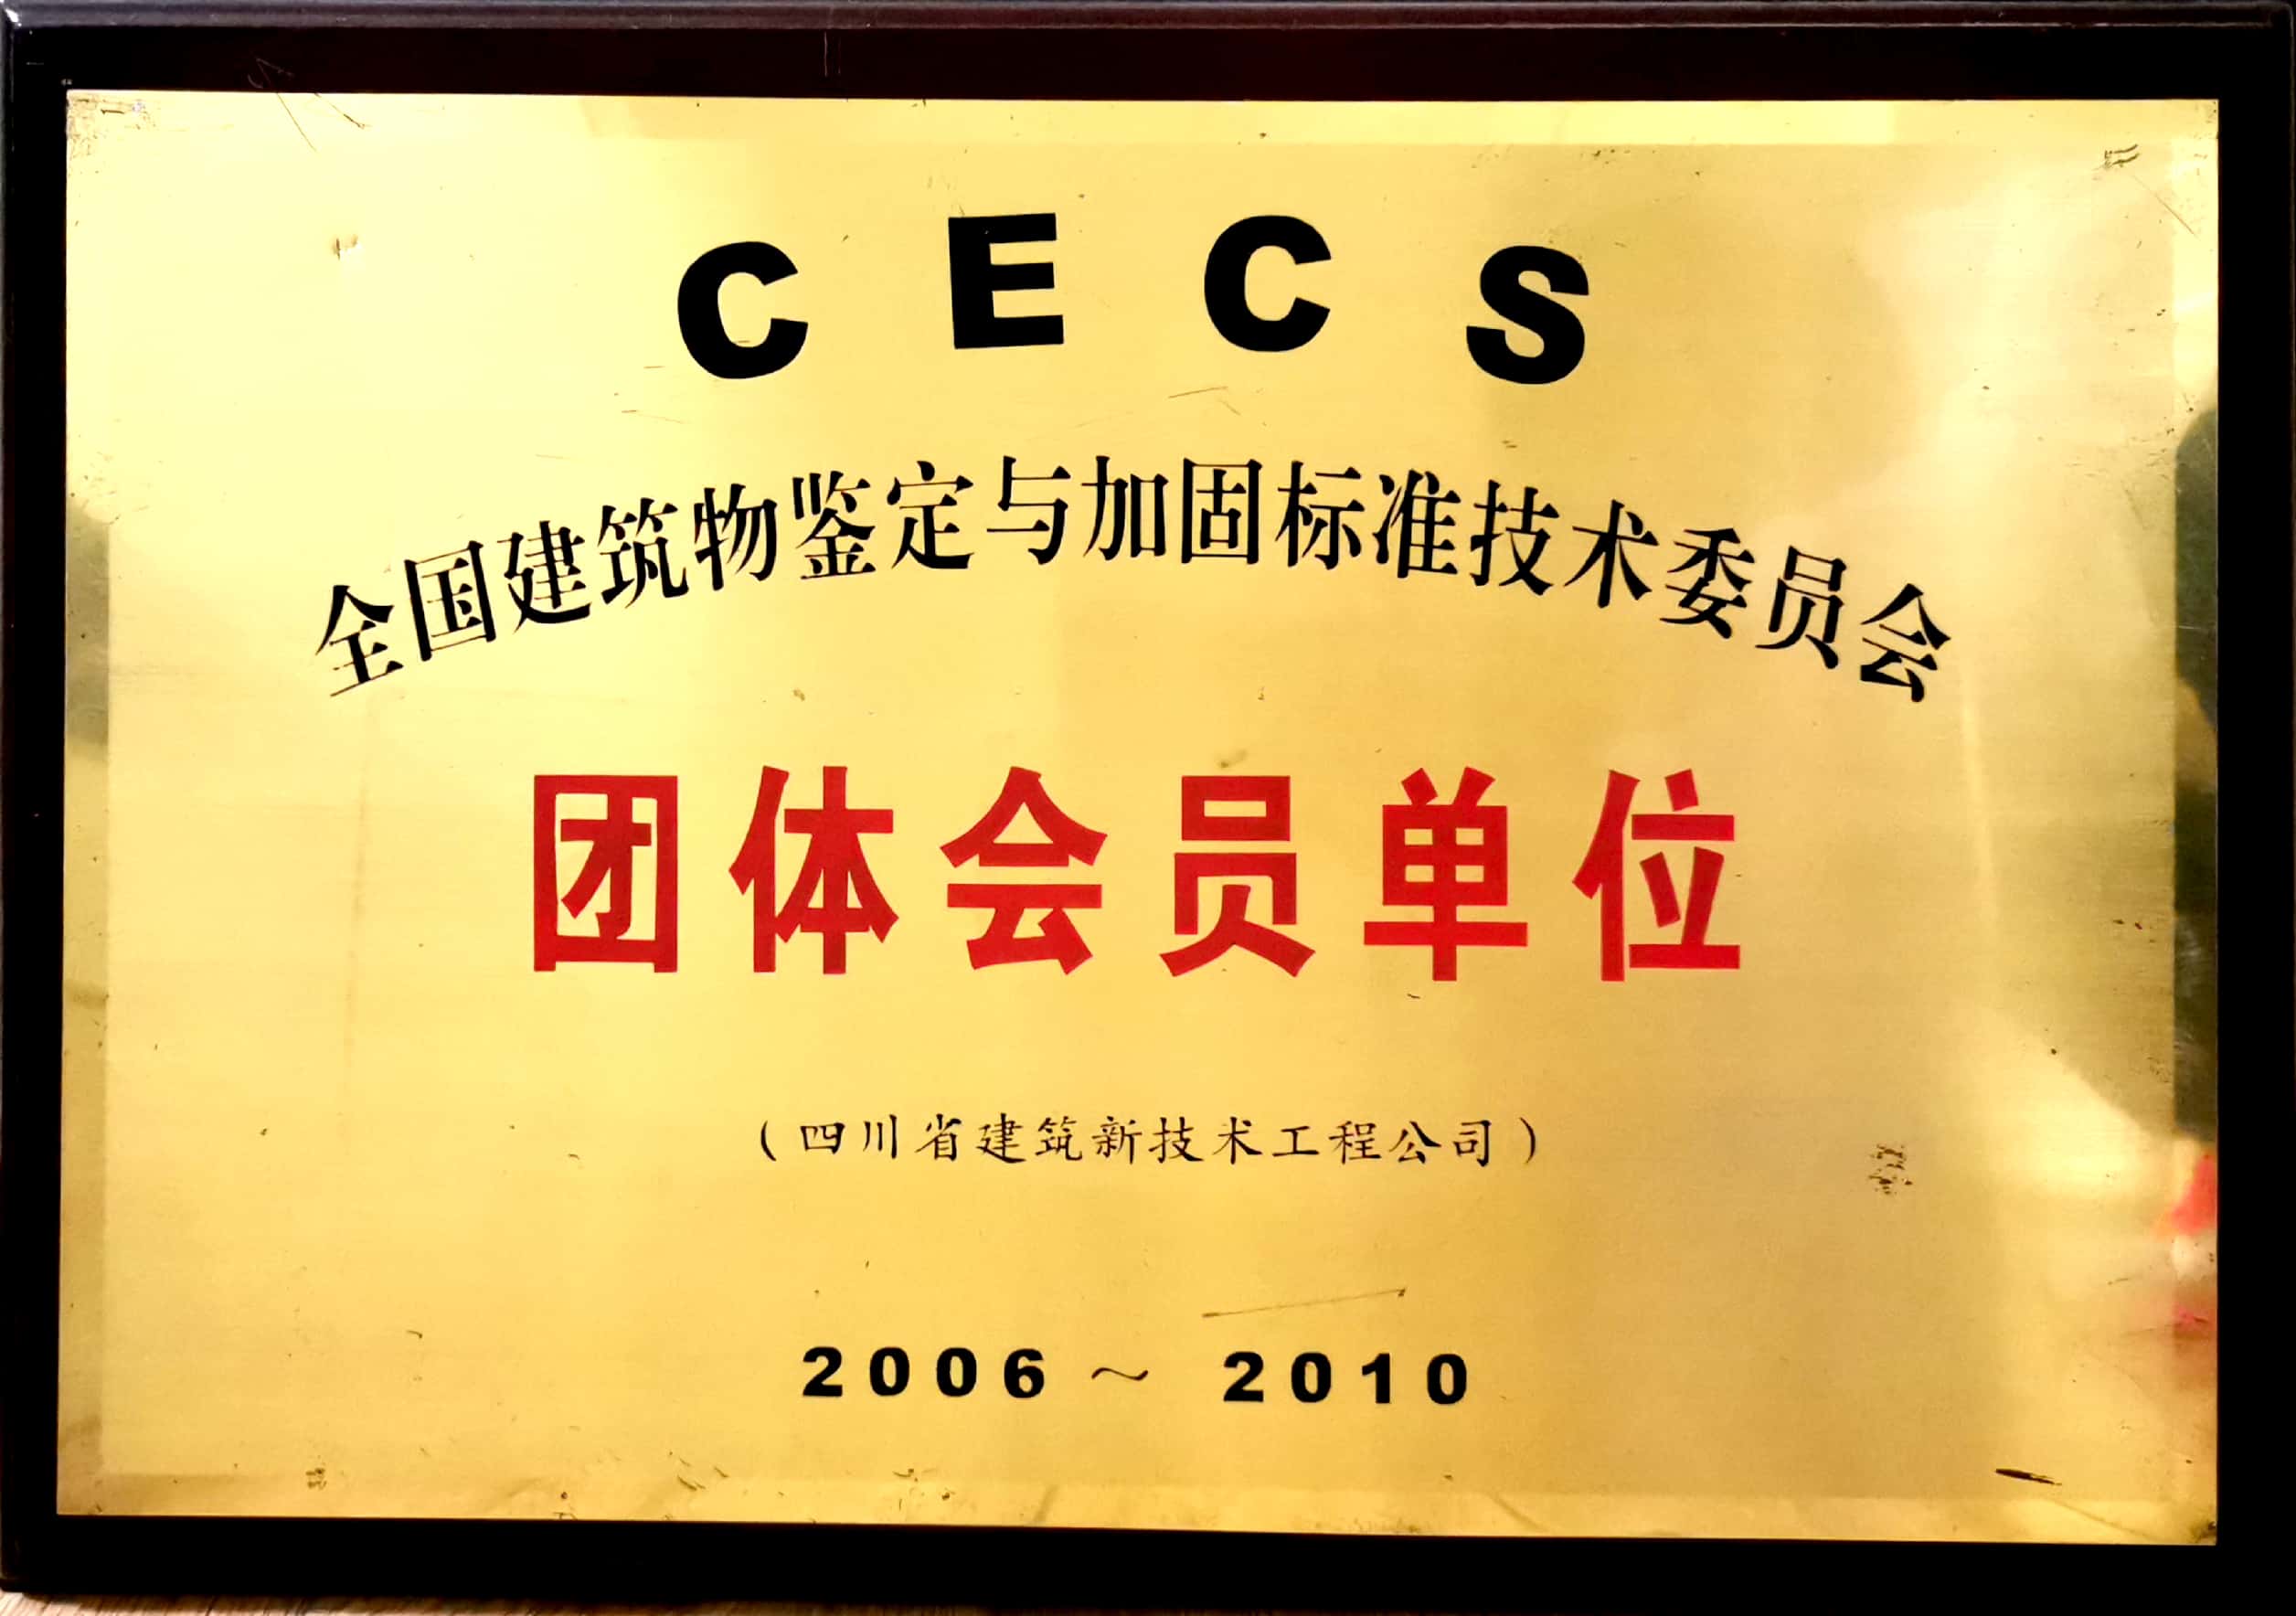 CECS
全国建筑物鉴定与加固标准技术委员会
团体会员单位
（四川省建筑新技术工程公司）
2006～2010